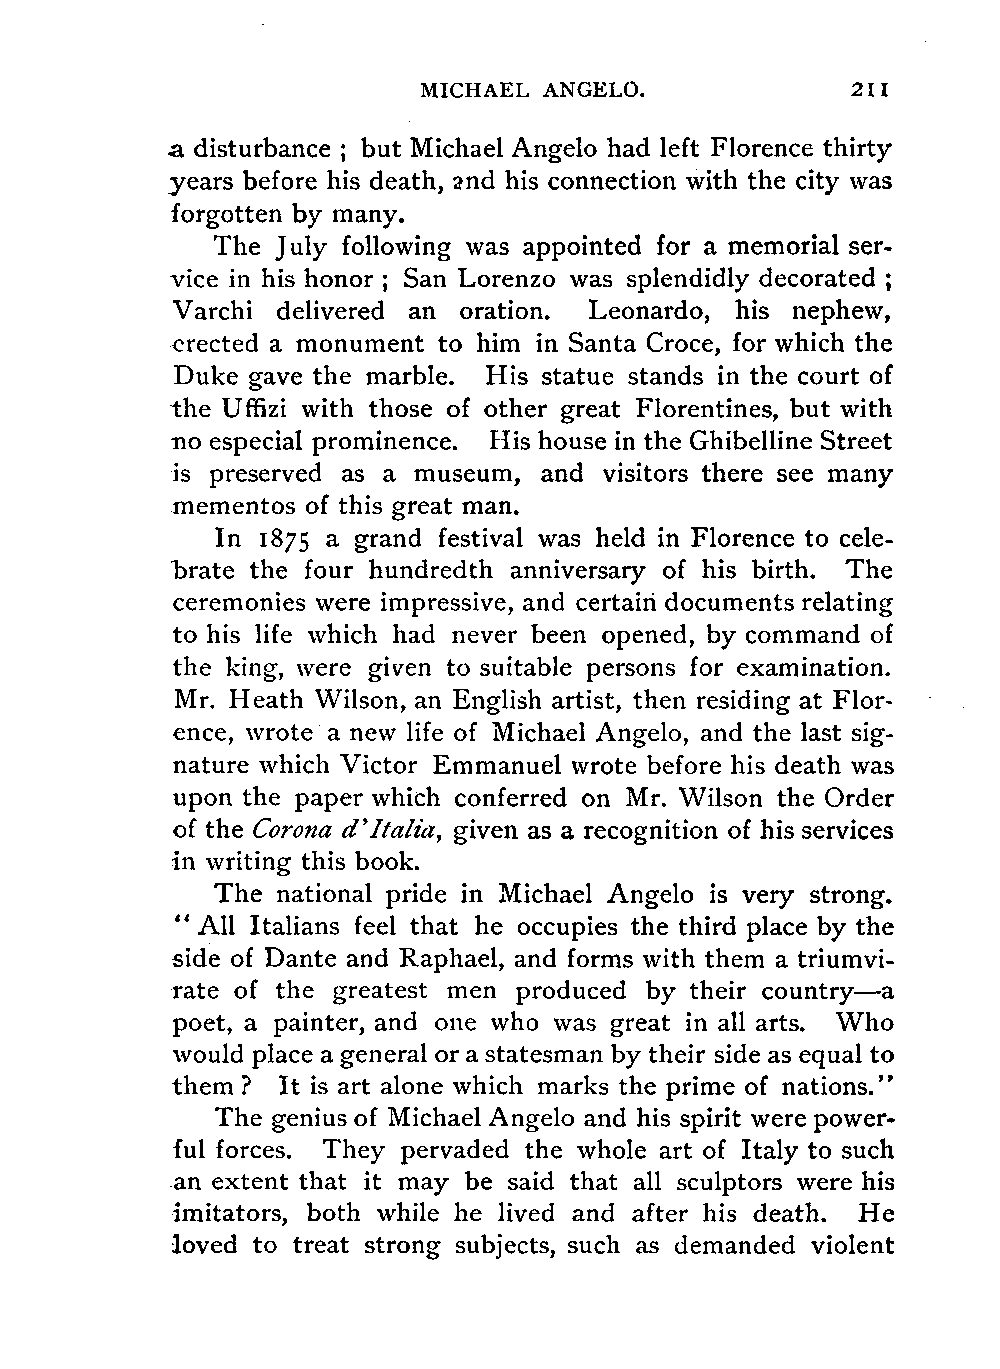 MICHAEL ANGELO. 211
a disturbance ; but Michael Angelo had left Florence thirty
years before his death, and his connection with the city was
forgotten by many.
The July following was appointed for a memorial ser-
vice in his honor ; San Lorenzo was splendidly decorated ;
Varchi delivered an oration. Leonardo, his nephew,
erected a monument to him in Santa Croce, for which the
Duke gave the marble. His statue stands in the court of
the Uffizi with those of other great Florentines, but with
no especial prominence. His house in the Ghibelline Street
is preserved as a museum, and visitors there see many
mementos of this great man.
In 1875 a grand festival was held in Florence to cele-
brate the four hundredth anniversary of his birth. The
ceremonies were impressive, and certain documents relating
to his life which had never been opened, by command of
the king, were given to suitable persons for examination.
Mr. Heath Wilson, an English artist, then residing at Flor-
ence, wrote a new life of Michael Angelo, and the last sig-
nature which Victor Emmanuel wrote before his death was
upon the paper which conferred on Mr. Wilson the Order
of the Corona d'Italia, given as a recognition of his services
in writing this book.
The national pride in Michael Angelo is very strong.
“ All Italians feel that he occupies the third place by the
side of Dante and Raphael, and forms with them a triumvi-
rate of the greatest men produced by their country—a
poet, a painter, and one who was great in all arts. Who
would place a general or a statesman by their side as equal to
them ? It is art alone which marks the prime of nations.”
The genius of Michael Angelo and his spirit were power-
ful forces. They pervaded the whole art of Italy to such
an extent that it may be said that all sculptors were his
imitators, both while he lived and after his death. He
loved to treat strong subjects, such as demanded violent